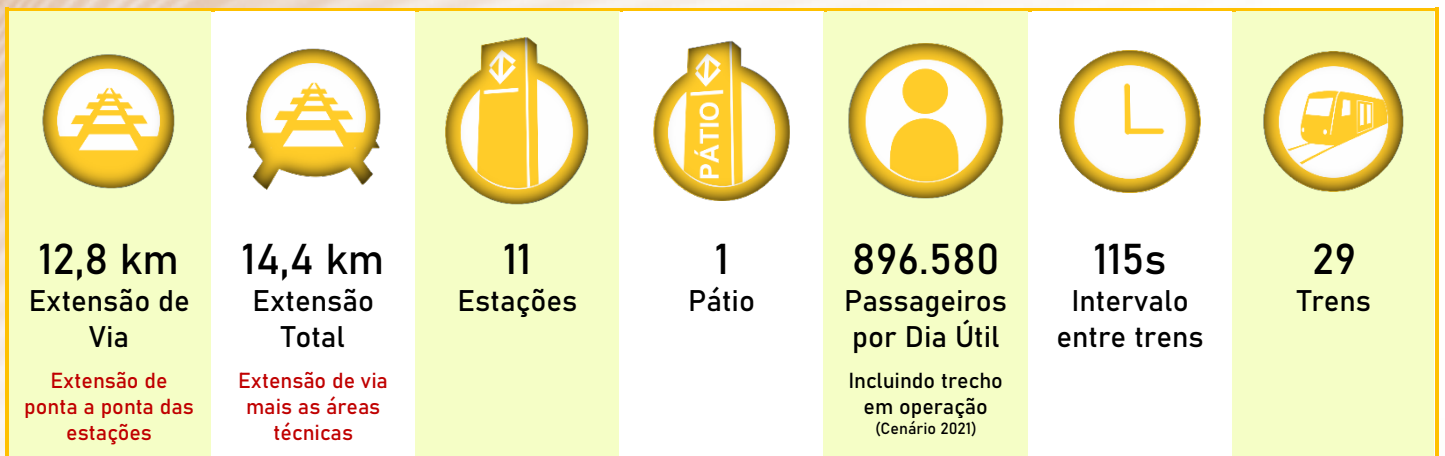 PÁTIO
12,8 km
Extensão de
Via
Extensão de
ponta a ponta das
estações
14,4 km
Extensão
Total
Extensão de via
mais as áreas
técnicas
11
Estações
1
Pátio
896.580
Passageiros
por Dia Útil
Incluindo trecho
em operação
(Cenário 2021)
115s
Intervalo
entre trens
29
Trens